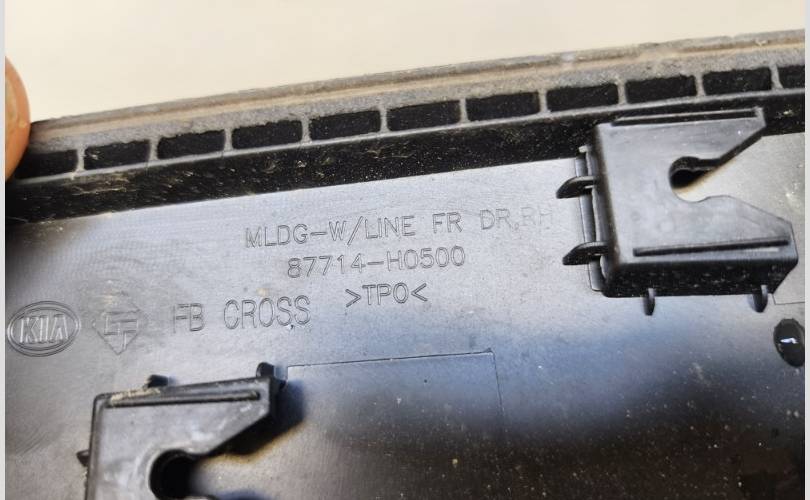 MLDG-W/LINE FR DR,RH
87714-H0500
>TPO<
KIA FB CROSS